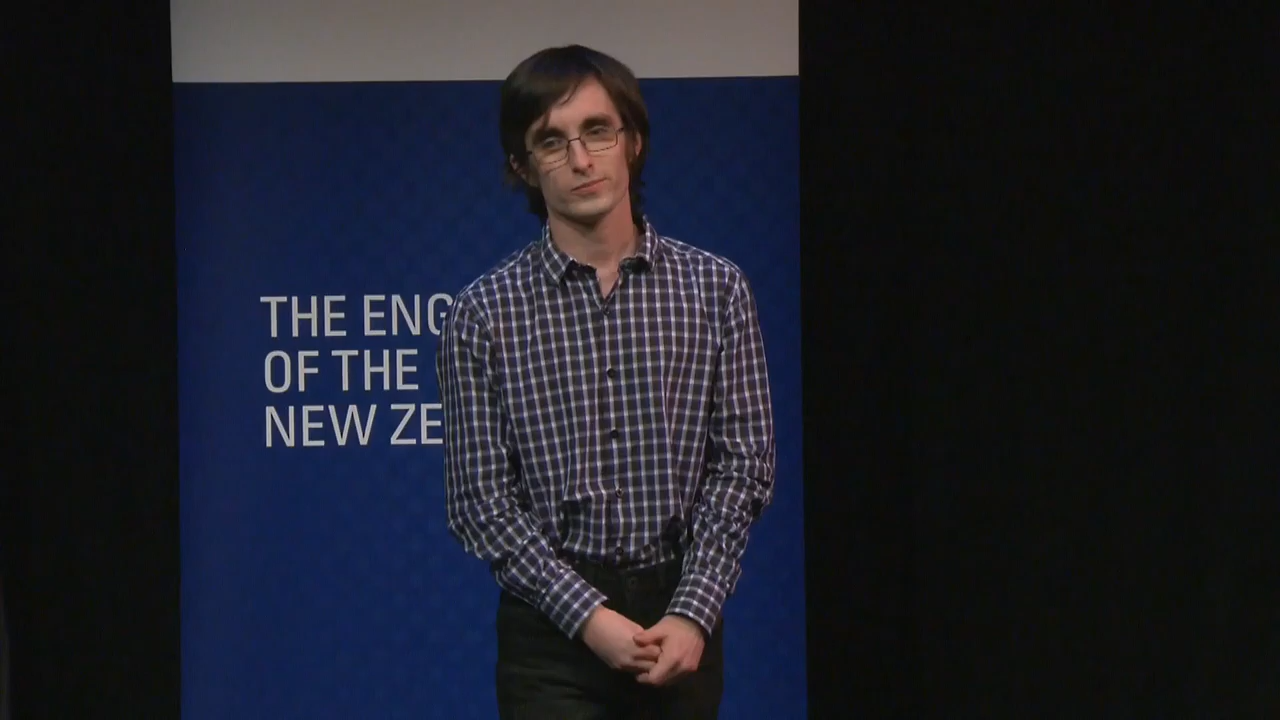 THE ENG
OF THE
NEW ZE